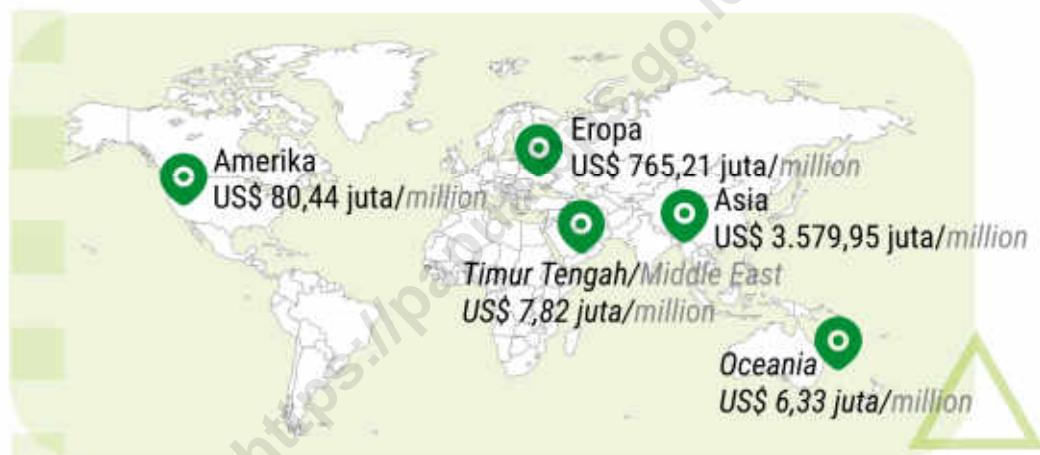 Eropa
US$ 765,21 juta/million
Amerika
US$ 80,44 juta/million
Asia
US$ 3.579,95 juta/million
Timur Tengah/Middle East
US$ 7,82 juta/million
Oceania
US$ 6,33 juta/million